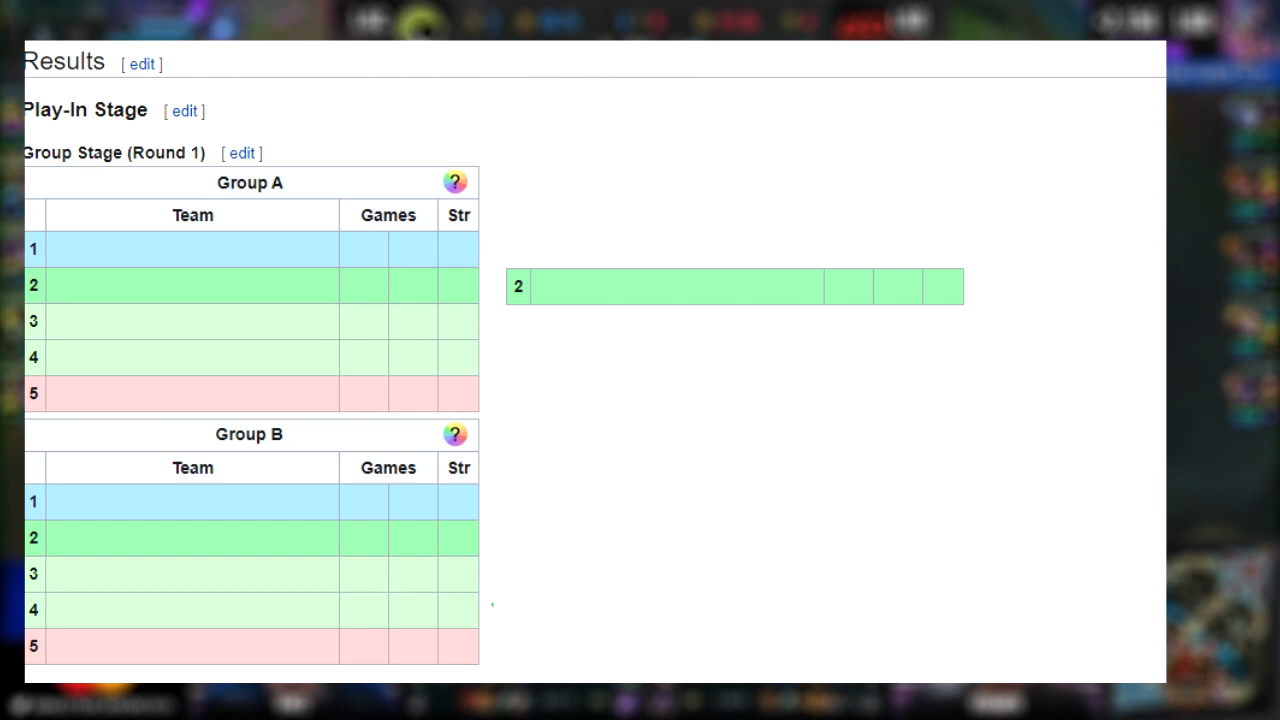 Results [ edit ]
Play-In Stage [ edit ]
Group Stage (Round 1) [ edit ]
Group A ?
Team Games Str
1
2
2
3
4
5
Group B ?
Team Games Str
1
2
3
4
5